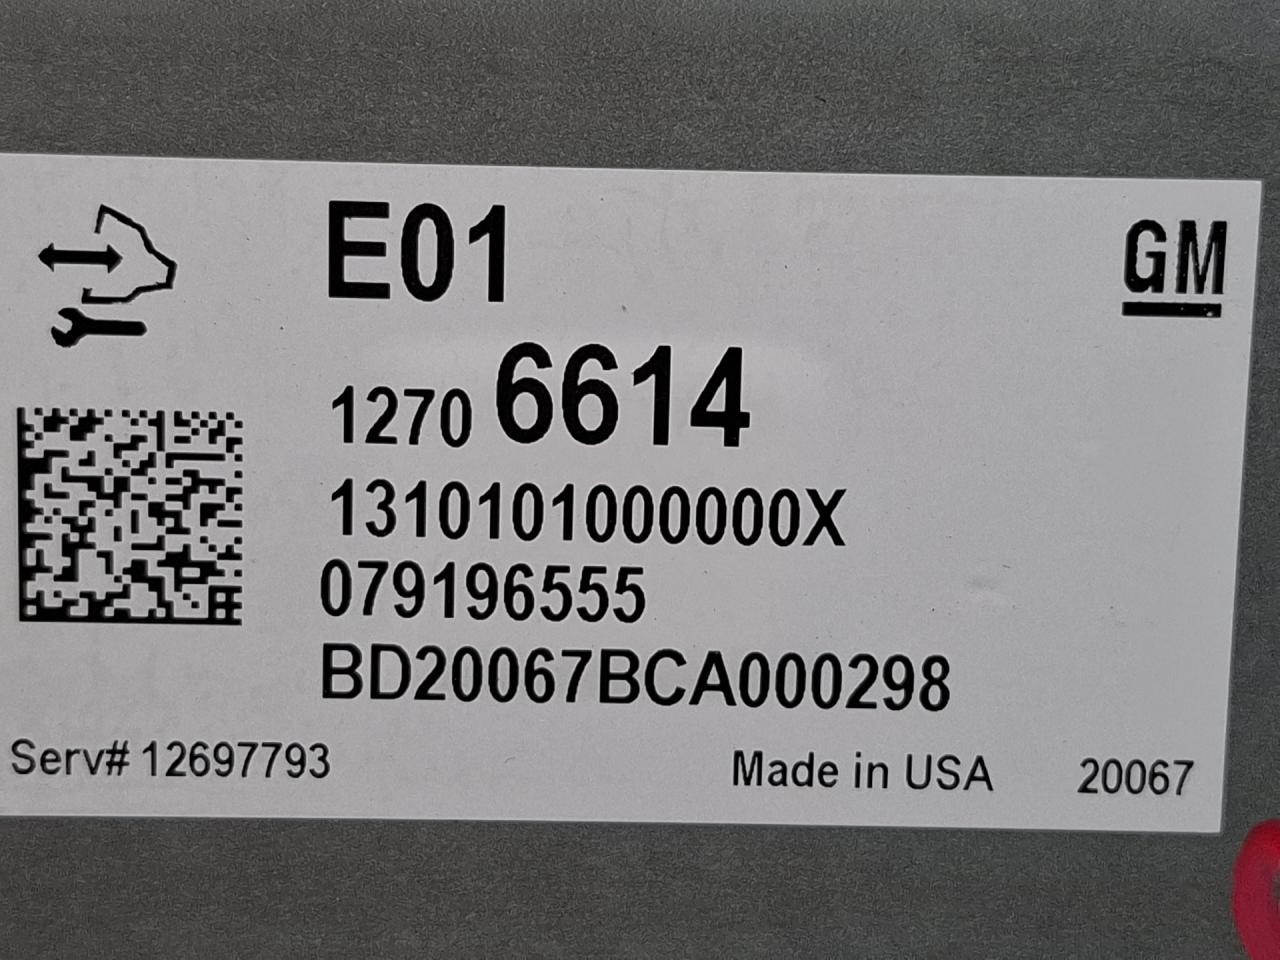 E01
GM
1270 6614
1310101000000X
079196555
BD20067BCA000298
Serv# 12697793
Made in USA
20067